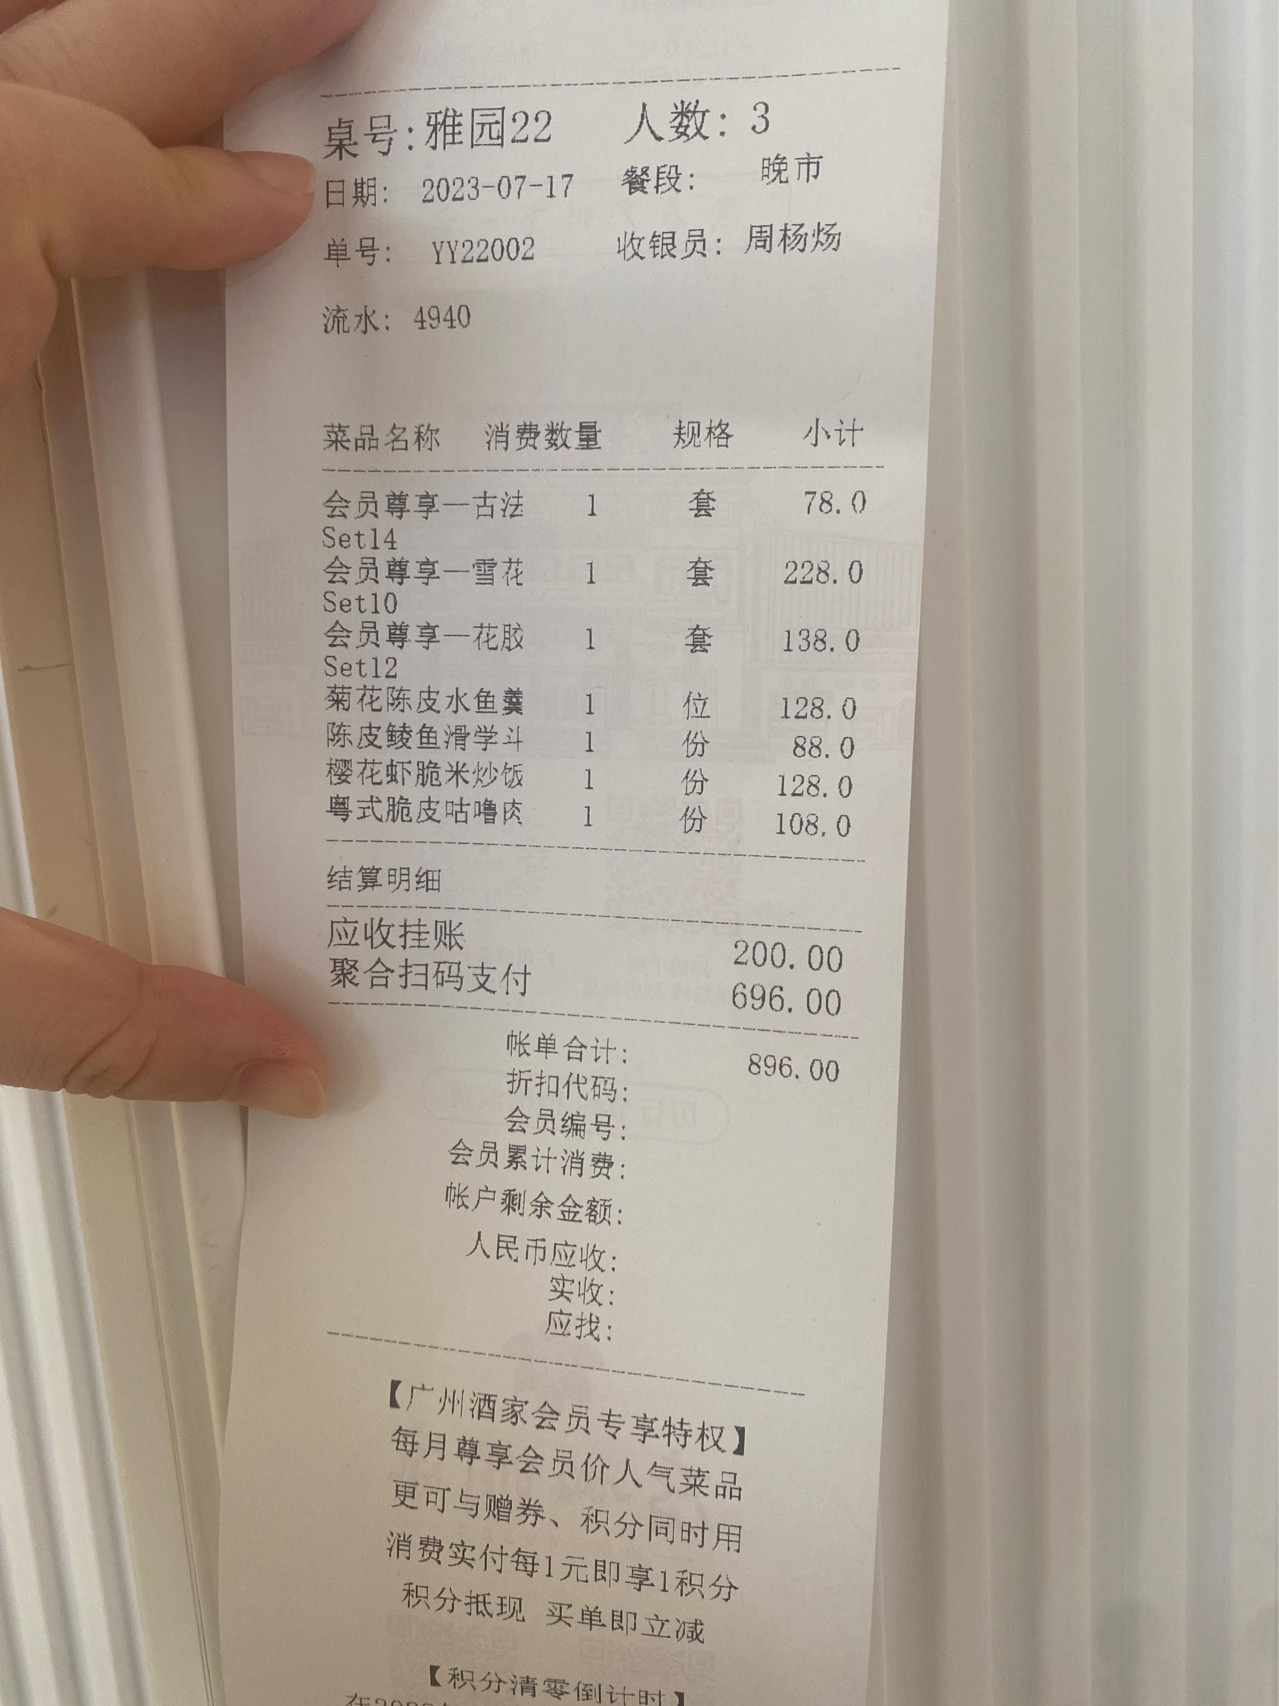 桌号:雅园22 人数: 3
日期: 2023-07-17 餐段: 晚市
单号: YY22002 收银员: 周杨炀
流水: 4940
菜品名称 消费数量 规格 小计
会员尊享一古法 1 套 78.0
Set14
会员尊享一雪花 1 套 228.0
Set10
会员尊享一花胶 1 套 138.0
Set12
菊花陈皮水鱼羹 1 位 128.0
陈皮鲮鱼滑学斗 1 份 88.0
樱花虾脆米炒饭 1 份 128.0
粤式脆皮咕噜肉 1 份 108.0
结算明细
应收挂账 200.00
聚合扫码支付 696.00
帐单合计: 896.00
折扣代码:
会员编号:
会员累计消费:
帐户剩余金额:
人民币应收:
实收:
应找:
【广州酒家会员专享特权】
每月尊享会员价人气菜品
更可与赠券、积分同时用
消费实付每1元即享1积分
积分抵现 买单即立减
【积分清零倒计时】